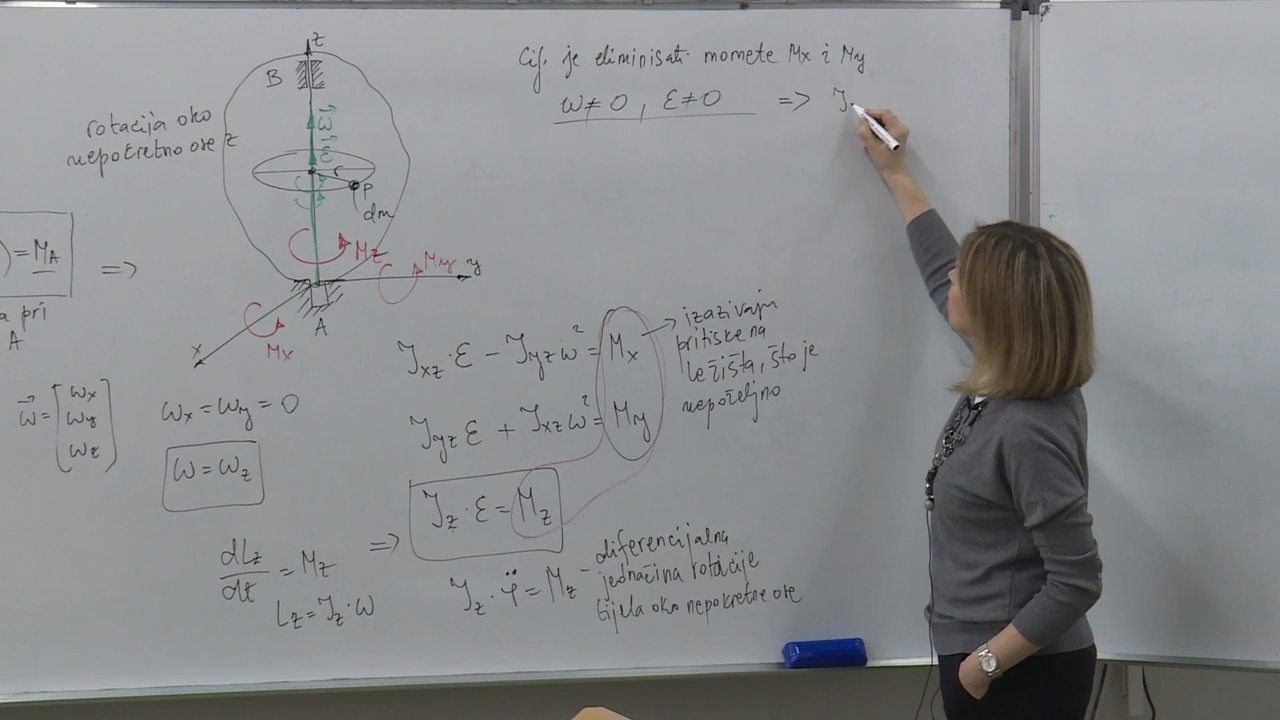 z
B
rotacija oko
nepokretne ose z
ω⃗
ε⃗
r
P
dm
Mz
My
y
A
Mx
x
) = MA
=>
a pri
A
ω⃗ = [ωx ωy ωz]
ωx = ωy = 0
ω = ωz
dLz/dt = Mz
Lz = Jz · ω
Cilj je eliminisati momete Mx i My
ω ≠ 0 , ε ≠ 0 => J
Jxz · ε − Jyz ω² = Mx
Jyz ε + Jxz ω² = My
izazivaju
pritiske na
ležišta, što je
nepoželjno
=> Jz · ε = Mz
Jz · φ̈ = Mz – diferencijalna
jednačina rotacije
tijela oko nepokretne ose